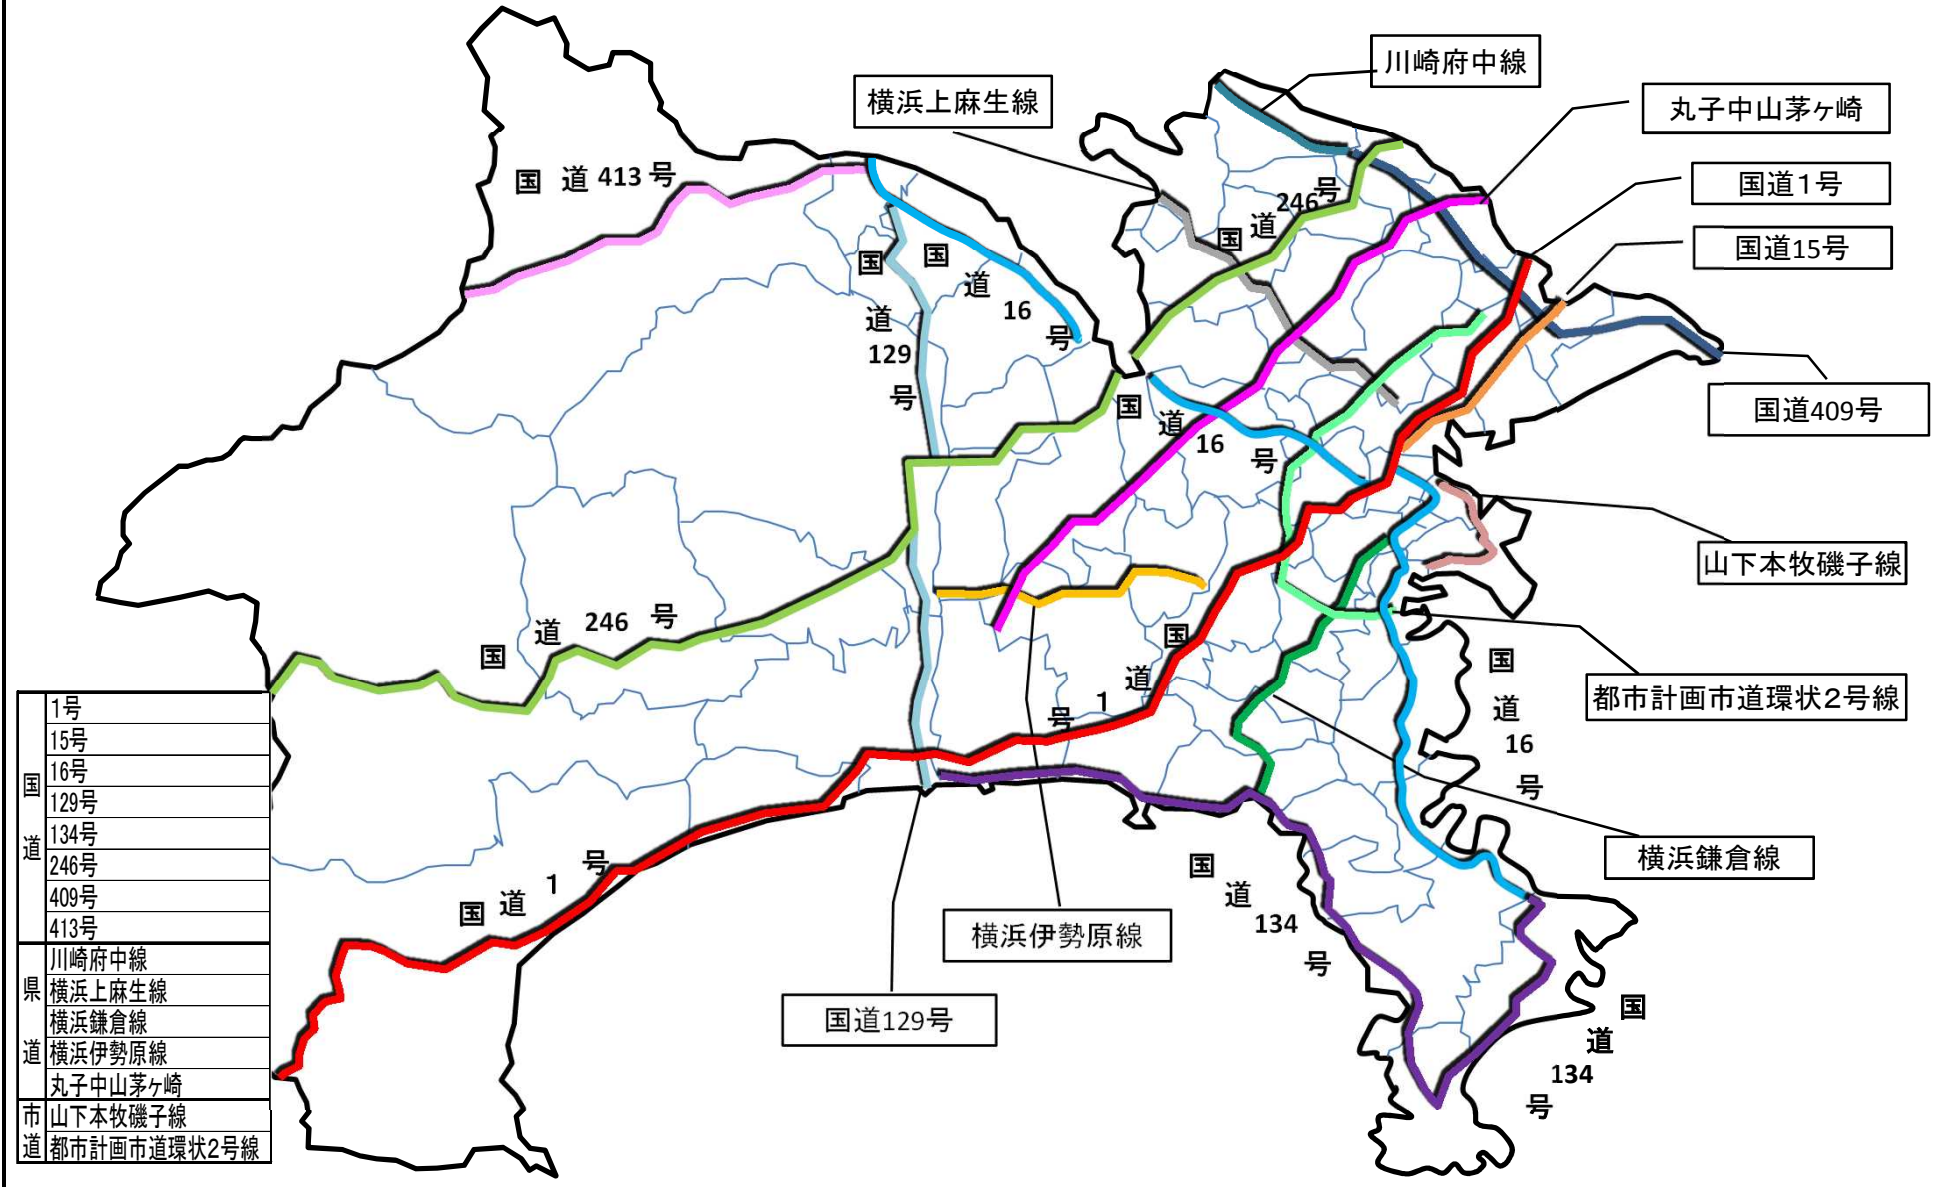 川崎府中線
横浜上麻生線
丸子中山茅ヶ崎
国道1号
国道15号
国道409号
山下本牧磯子線
都市計画市道環状2号線
横浜鎌倉線
横浜伊勢原線
国道129号
国道413号
国道246号
国道16号
国道129号
国道16号
国道246号
国道1号
国道16号
国道1号
国道134号
国道134号
国道
1号
15号
16号
129号
134号
246号
409号
413号
県道
川崎府中線
横浜上麻生線
横浜鎌倉線
横浜伊勢原線
丸子中山茅ヶ崎
市道
山下本牧磯子線
都市計画市道環状2号線